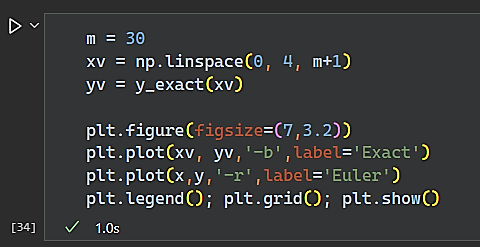 m = 30
xv = np.linspace(0, 4, m+1)
yv = y_exact(xv)
plt.figure(figsize=(7,3.2))
plt.plot(xv, yv,'-b',label='Exact')
plt.plot(x,y,'-r',label='Euler')
plt.legend(); plt.grid(); plt.show()
[34] 1.0s